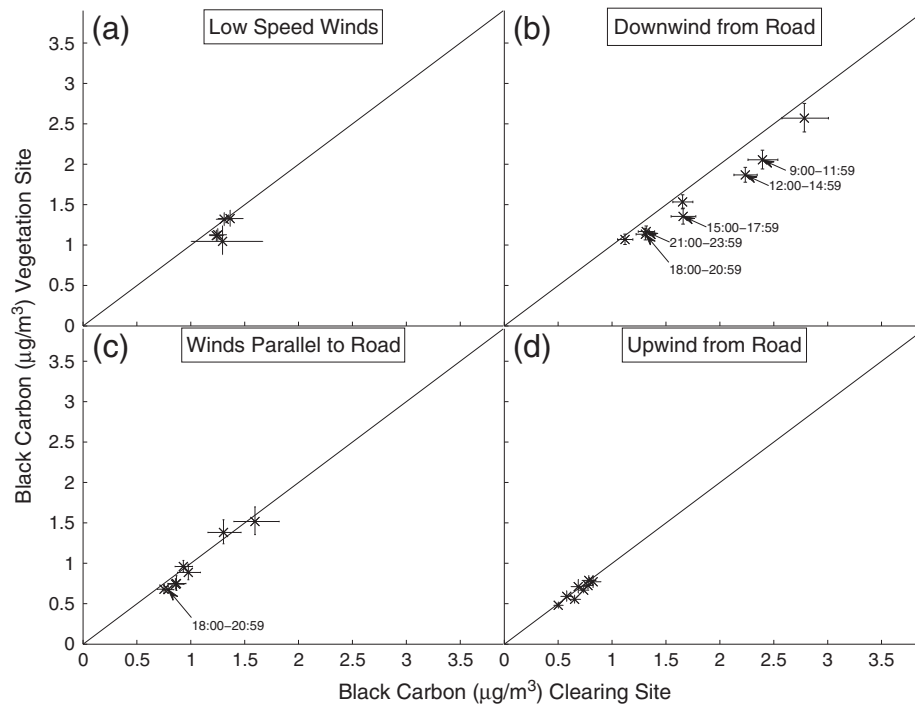 (a)
Low Speed Winds
(b)
Downwind from Road
3.5
3
2.5
2
1.5
1
0.5
0
9:00−11:59
12:00−14:59
15:00−17:59
21:00−23:59
18:00−20:59
(c)
Winds Parallel to Road
(d)
Upwind from Road
3.5
3
2.5
2
1.5
1
0.5
0
18:00−20:59
0 0.5 1 1.5 2 2.5 3 3.5 0 0.5 1 1.5 2 2.5 3 3.5
Black Carbon (μg/m³) Vegetation Site
Black Carbon (μg/m³) Clearing Site